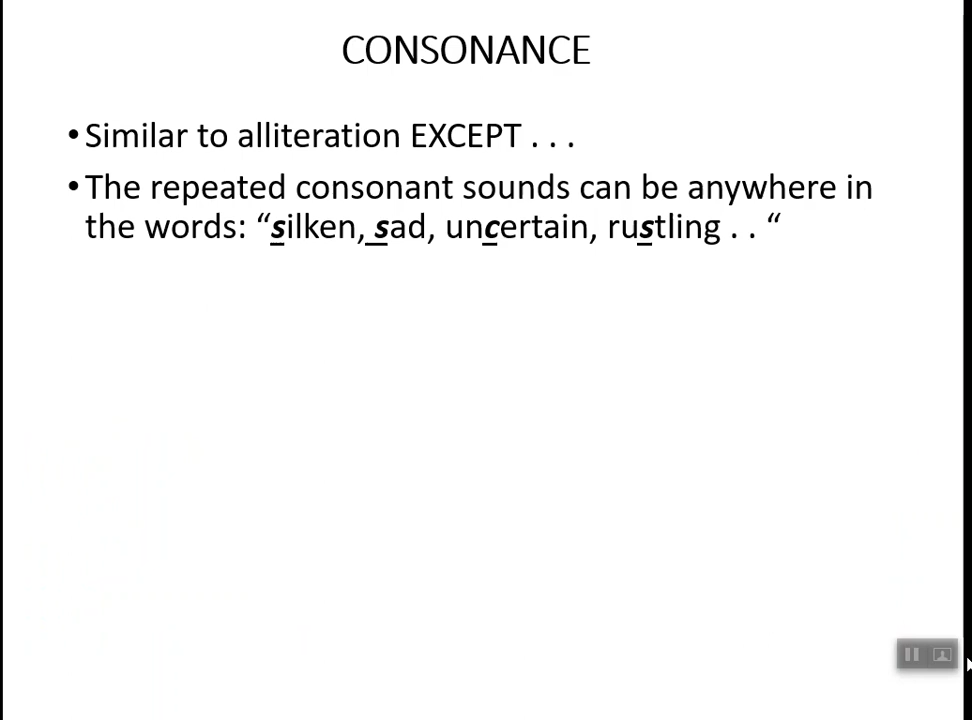 CONSONANCE
• Similar to alliteration EXCEPT . . .
• The repeated consonant sounds can be anywhere in
the words: “silken, sad, uncertain, rustling . . “